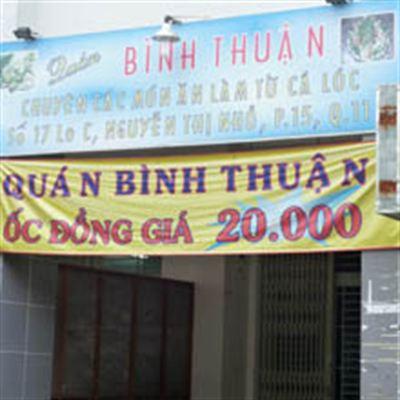 Quán BÌNH THUẬN
CHUYÊN CÁC MÓN ĂN LÀM TỪ CÁ LÓC
Số 17 Lo C, NGUYỄN THỊ NHỎ, P.15, Q.11
QUÁN BÌNH THUẬN
ỐC ĐỒNG GIÁ 20.000